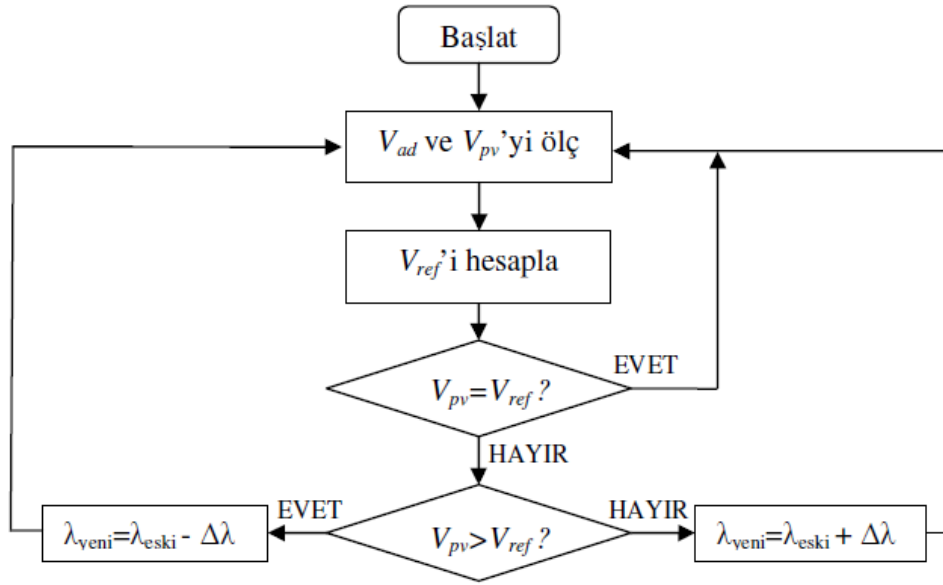 Başlat
V_ad ve V_pv’yi ölç
V_ref’i hesapla
EVET
V_pv=V_ref?
HAYIR
EVET
HAYIR
λ_yeni=λ_eski - Δλ
V_pv>V_ref?
λ_yeni=λ_eski + Δλ